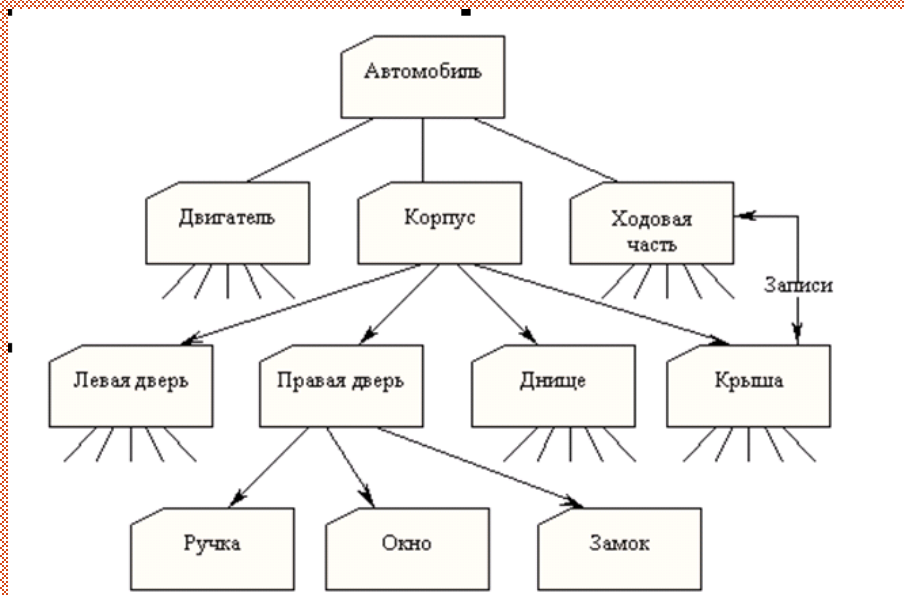 Автомобиль
Двигатель
Корпус
Ходовая
часть
Записи
Левая дверь
Правая дверь
Днище
Крыша
Ручка
Окно
Замок